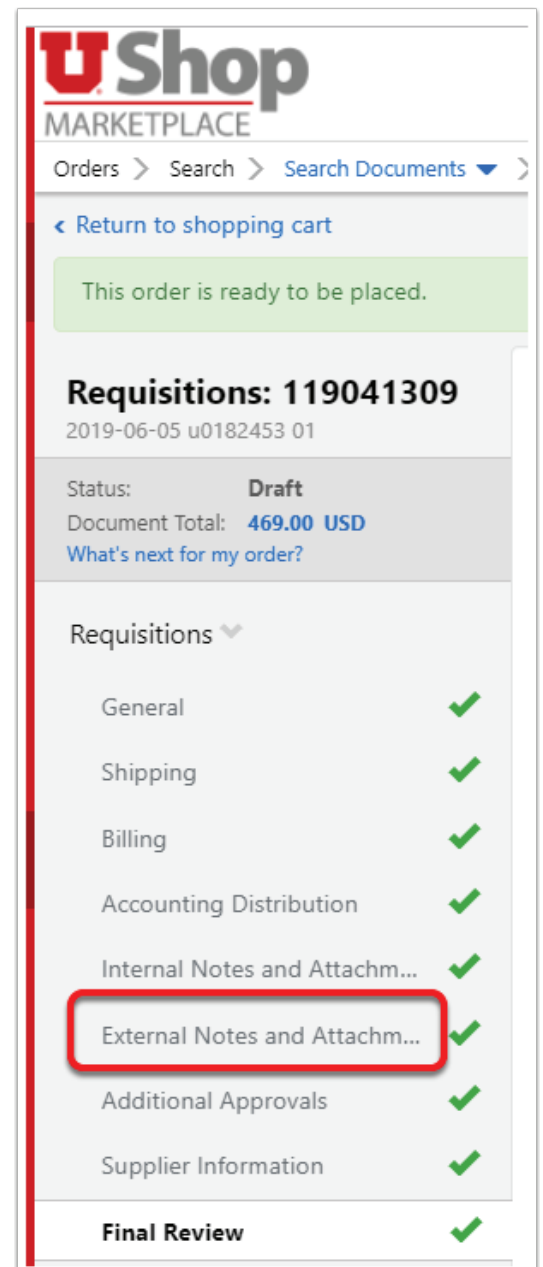 U Shop
MARKETPLACE
Orders > Search > Search Documents
Return to shopping cart
This order is ready to be placed.
Requisitions: 119041309
2019-06-05 u0182453 01
Status: Draft
Document Total: 469.00 USD
What's next for my order?
Requisitions
General
Shipping
Billing
Accounting Distribution
Internal Notes and Attachm...
External Notes and Attachm...
Additional Approvals
Supplier Information
Final Review